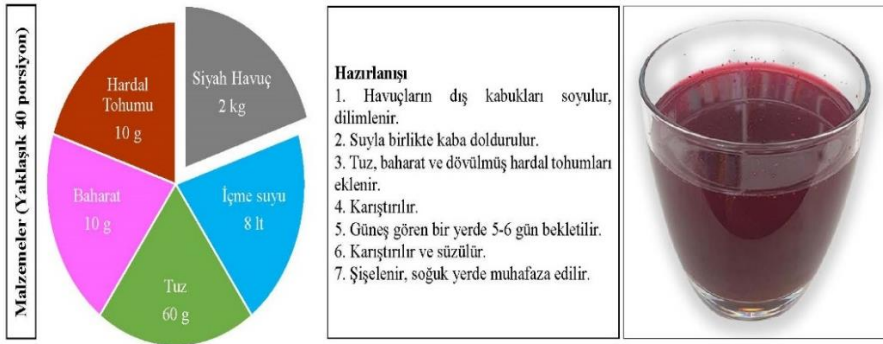 Malzemeler (Yaklaşık 40 porsiyon)
Siyah Havuç
2 kg
İçme suyu
8 lt
Tuz
60 g
Baharat
10 g
Hardal
Tohumu
10 g
Hazırlanışı
1. Havuçların dış kabukları soyulur,
dilimlenir.
2. Suyla birlikte kaba doldurulur.
3. Tuz, baharat ve dövülmüş hardal tohumları
eklenir.
4. Karıştırılır.
5. Güneş gören bir yerde 5-6 gün bekletilir.
6. Karıştırılır ve süzülür.
7. Şişelenir, soğuk yerde muhafaza edilir.